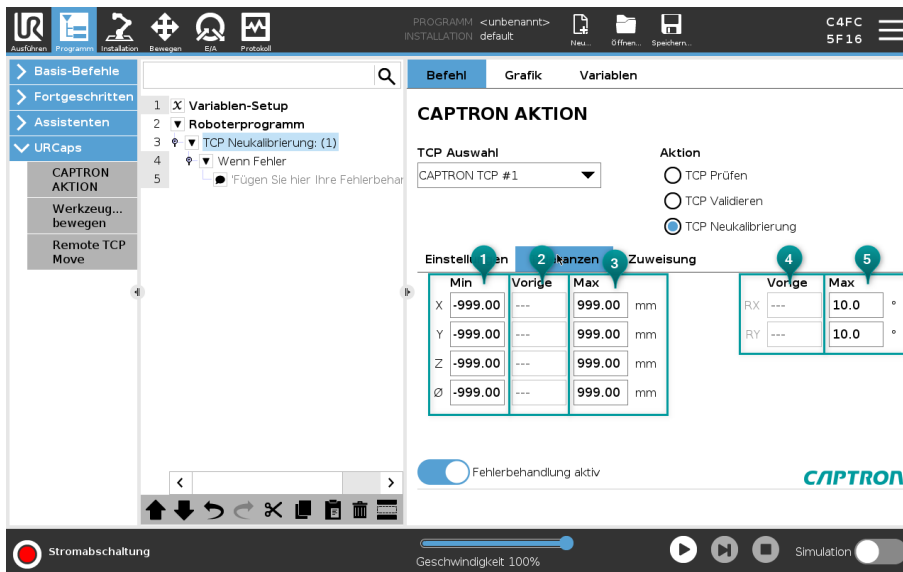 PROGRAMM <unbenannt>
INSTALLATION default
C4FC
5F16
Ausführen Programm Installation Bewegen E/A Protokoll Neu... Öffnen... Speichern...
Basis-Befehle
Fortgeschritten
Assistenten
URCaps
CAPTRON
AKTION
Werkzeug...
bewegen
Remote TCP
Move
1 X Variablen-Setup
2 Roboterprogramm
3 TCP Neukalibrierung: (1)
4 Wenn Fehler
5 'Fügen Sie hier Ihre Fehlerbehar
Befehl Grafik Variablen
CAPTRON AKTION
TCP Auswahl
CAPTRON TCP #1
Aktion
TCP Prüfen
TCP Validieren
TCP Neukalibrierung
Zuweisung
1 2 3 4 5
Min Vorige Max
X -999.00 --- 999.00 mm
Y -999.00 --- 999.00 mm
Z -999.00 --- 999.00 mm
Ø -999.00 --- 999.00 mm
Vorige Max
RX --- 10.0 °
RY --- 10.0 °
Fehlerbehandlung aktiv
CAPTRON
Stromabschaltung
Geschwindigkeit 100%
Simulation